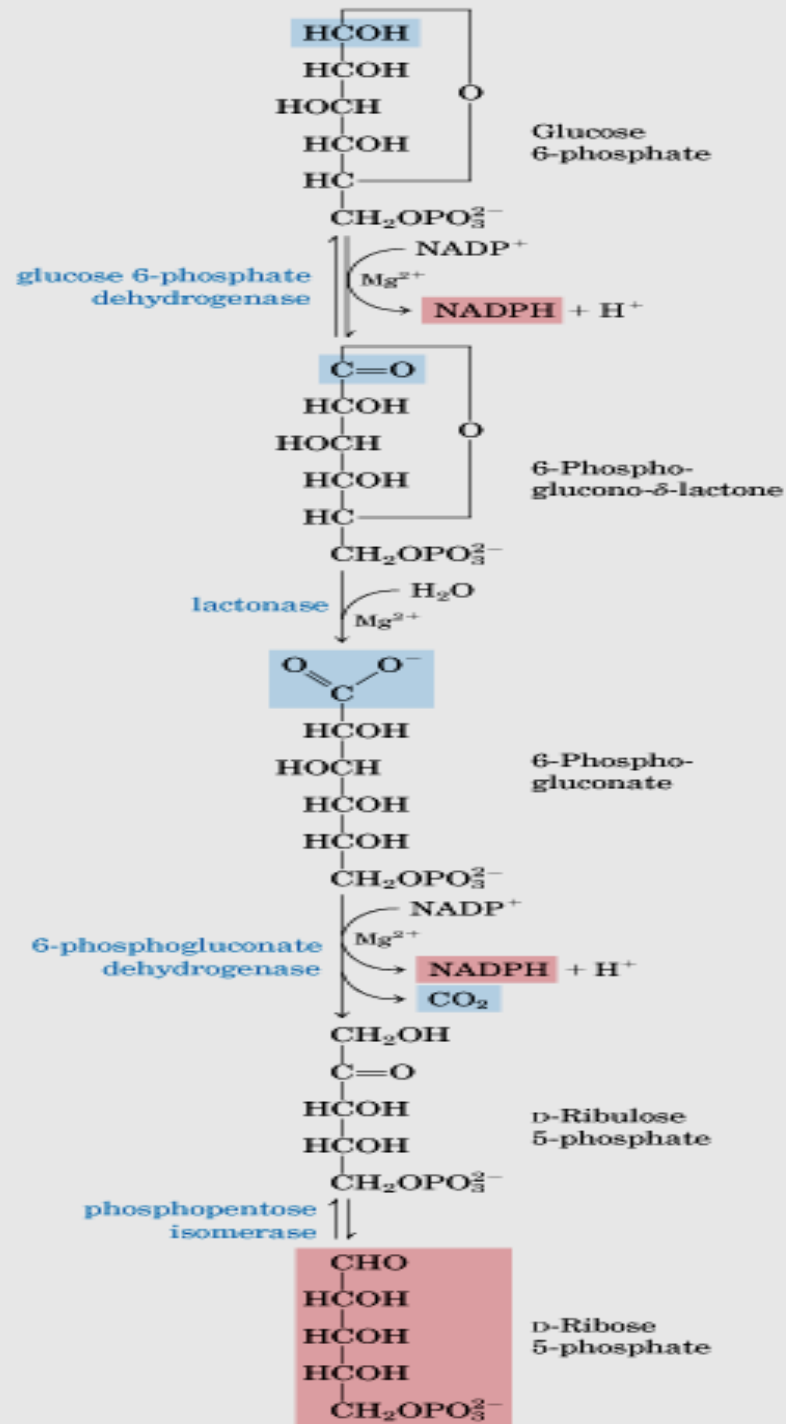 HCOH
HCOH
O
HOCH
Glucose
6-phosphate
HCOH
HC
CH₂OPO₃²⁻
NADP⁺
glucose 6-phosphate
dehydrogenase
Mg²⁺
NADPH + H⁺
C=O
HCOH
O
HOCH
6-Phospho-
glucono-δ-lactone
HCOH
HC
CH₂OPO₃²⁻
H₂O
lactonase
Mg²⁺
O O⁻
C
HCOH
HOCH
6-Phospho-
gluconate
HCOH
HCOH
CH₂OPO₃²⁻
NADP⁺
6-phosphogluconate
dehydrogenase
Mg²⁺
NADPH + H⁺
CO₂
CH₂OH
C=O
HCOH
D-Ribulose
5-phosphate
HCOH
CH₂OPO₃²⁻
phosphopentose
isomerase
CHO
HCOH
HCOH
D-Ribose
5-phosphate
HCOH
CH₂OPO₃²⁻